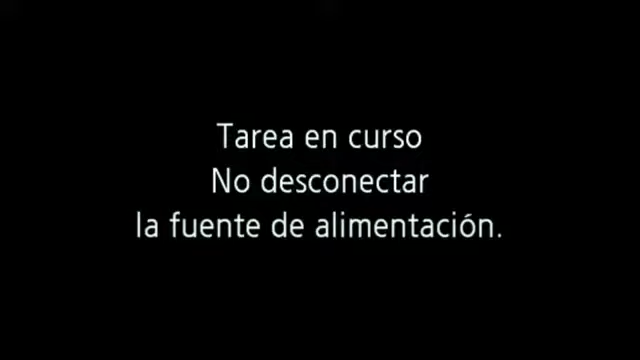 Tarea en curso
No desconectar
la fuente de alimentación.